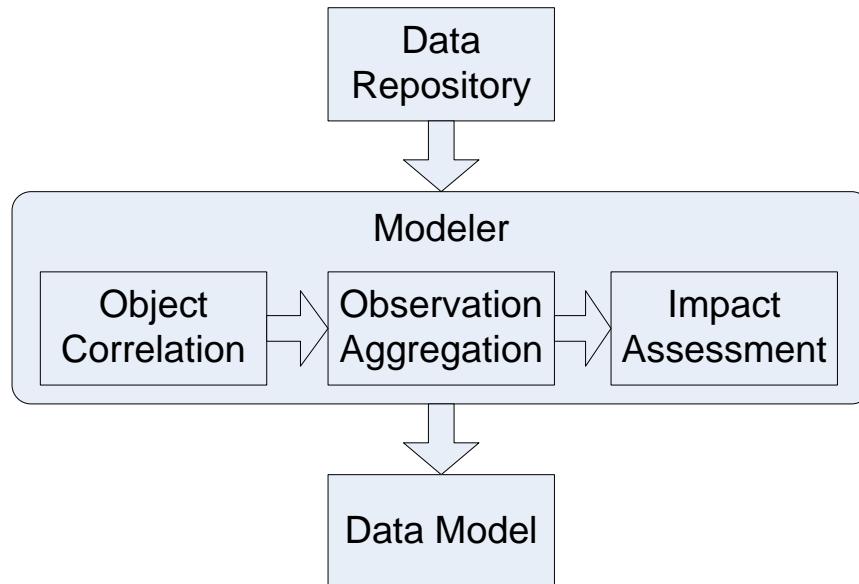 Data
Repository
Modeler
Object
Correlation
Observation
Aggregation
Impact
Assessment
Data Model